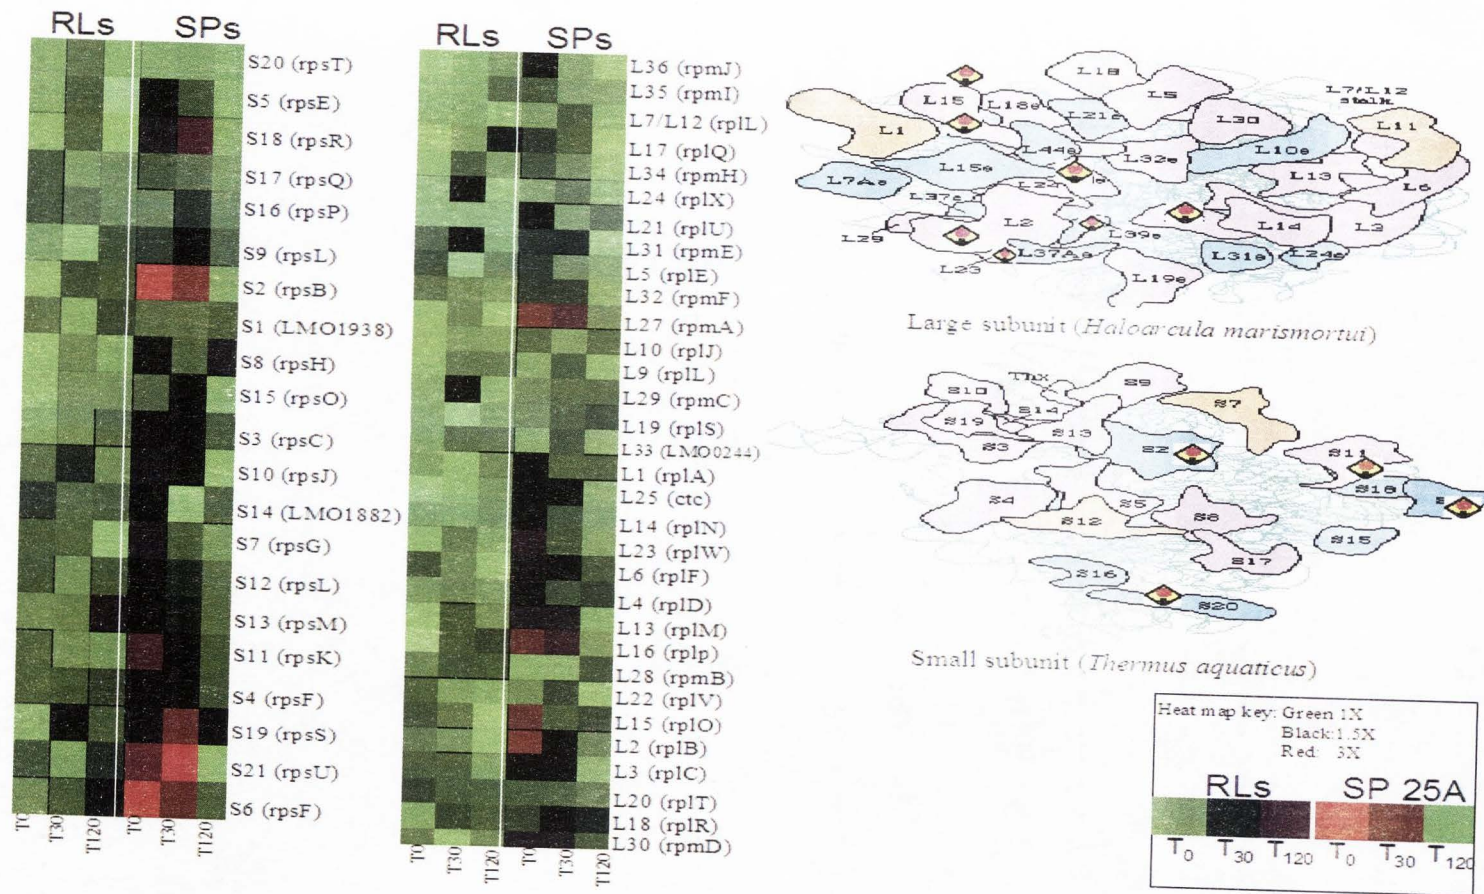 RLs SPs
S20 (rpsT)
S5 (rpsE)
S18 (rpsR)
S17 (rpsQ)
S16 (rpsP)
S9 (rpsL)
S2 (rpsB)
S1 (LMO1938)
S8 (rpsH)
S15 (rpsO)
S3 (rpsC)
S10 (rpsJ)
S14 (LMO1882)
S7 (rpsG)
S12 (rpsL)
S13 (rpsM)
S11 (rpsK)
S4 (rpsF)
S19 (rpsS)
S21 (rpsU)
S6 (rpsF)
T0 T30 T120 T0 T30 T120
RLs SPs
L36 (rpmJ)
L35 (rpmI)
L7/L12 (rplL)
L17 (rplQ)
L34 (rpmH)
L24 (rplX)
L21 (rplU)
L31 (rpmE)
L5 (rplE)
L32 (rpmF)
L27 (rpmA)
L10 (rplJ)
L9 (rplL)
L29 (rpmC)
L19 (rplS)
L33 (LMO0244)
L1 (rplA)
L25 (ctc)
L14 (rplN)
L23 (rplW)
L6 (rplF)
L4 (rplD)
L13 (rplM)
L16 (rplp)
L28 (rpmB)
L22 (rplV)
L15 (rplO)
L2 (rplB)
L3 (rplC)
L20 (rplT)
L18 (rplR)
L30 (rpmD)
T0 T30 T120 T0 T30 T120
L18
L5
L7/L12
stalk
L15 L18e
L21e
L30
L11
L1
L44e
L32e
L10e
L15e
L13
L6
L7Ae
L37e
L2
L14
L3
L29
L39e
L23
L37Ae
L31e
L24e
L19e
Large subunit (Haloarcula marismortui)
Thx
S9
S10
S7
S14
S19
S13
S3
S2
S11
S18
S4
S5
S12
S8
S15
S17
S16
S20
Small subunit (Thermus aquaticus)
Heat map key: Green 1X
Black: 1.5X
Red: 3X
RLs SP 25A
T0 T30 T120 T0 T30 T120